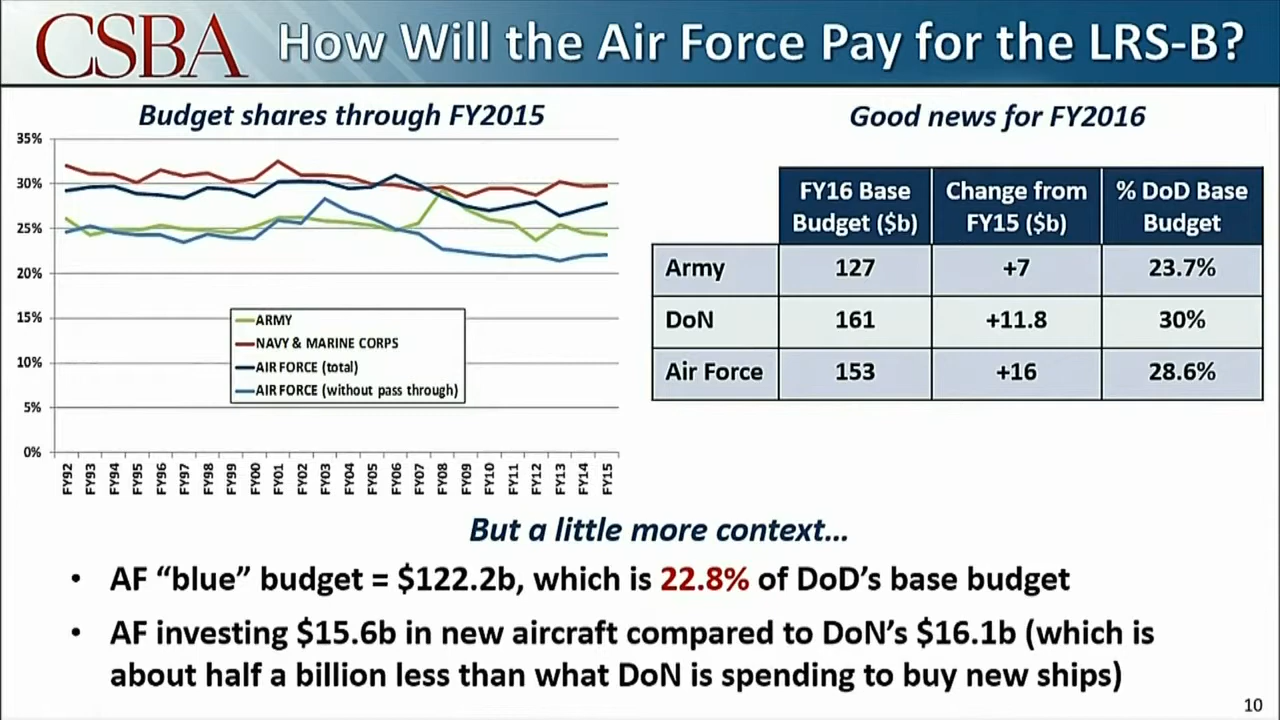 CSBA
How Will the Air Force Pay for the LRS-B?
Budget shares through FY2015
35%
30%
25%
20%
15%
10%
5%
0%
ARMY
NAVY & MARINE CORPS
AIR FORCE (total)
AIR FORCE (without pass through)
FY92
FY93
FY94
FY95
FY96
FY97
FY98
FY99
FY00
FY01
FY02
FY03
FY04
FY05
FY06
FY07
FY08
FY09
FY10
FY11
FY12
FY13
FY14
FY15
Good news for FY2016
FY16 Base Change from % DoD Base
Budget ($b) FY15 ($b) Budget
Army 127 +7 23.7%
DoN 161 +11.8 30%
Air Force 153 +16 28.6%
But a little more context...
• AF “blue” budget = $122.2b, which is 22.8% of DoD’s base budget
• AF investing $15.6b in new aircraft compared to DoN’s $16.1b (which is
about half a billion less than what DoN is spending to buy new ships)
10